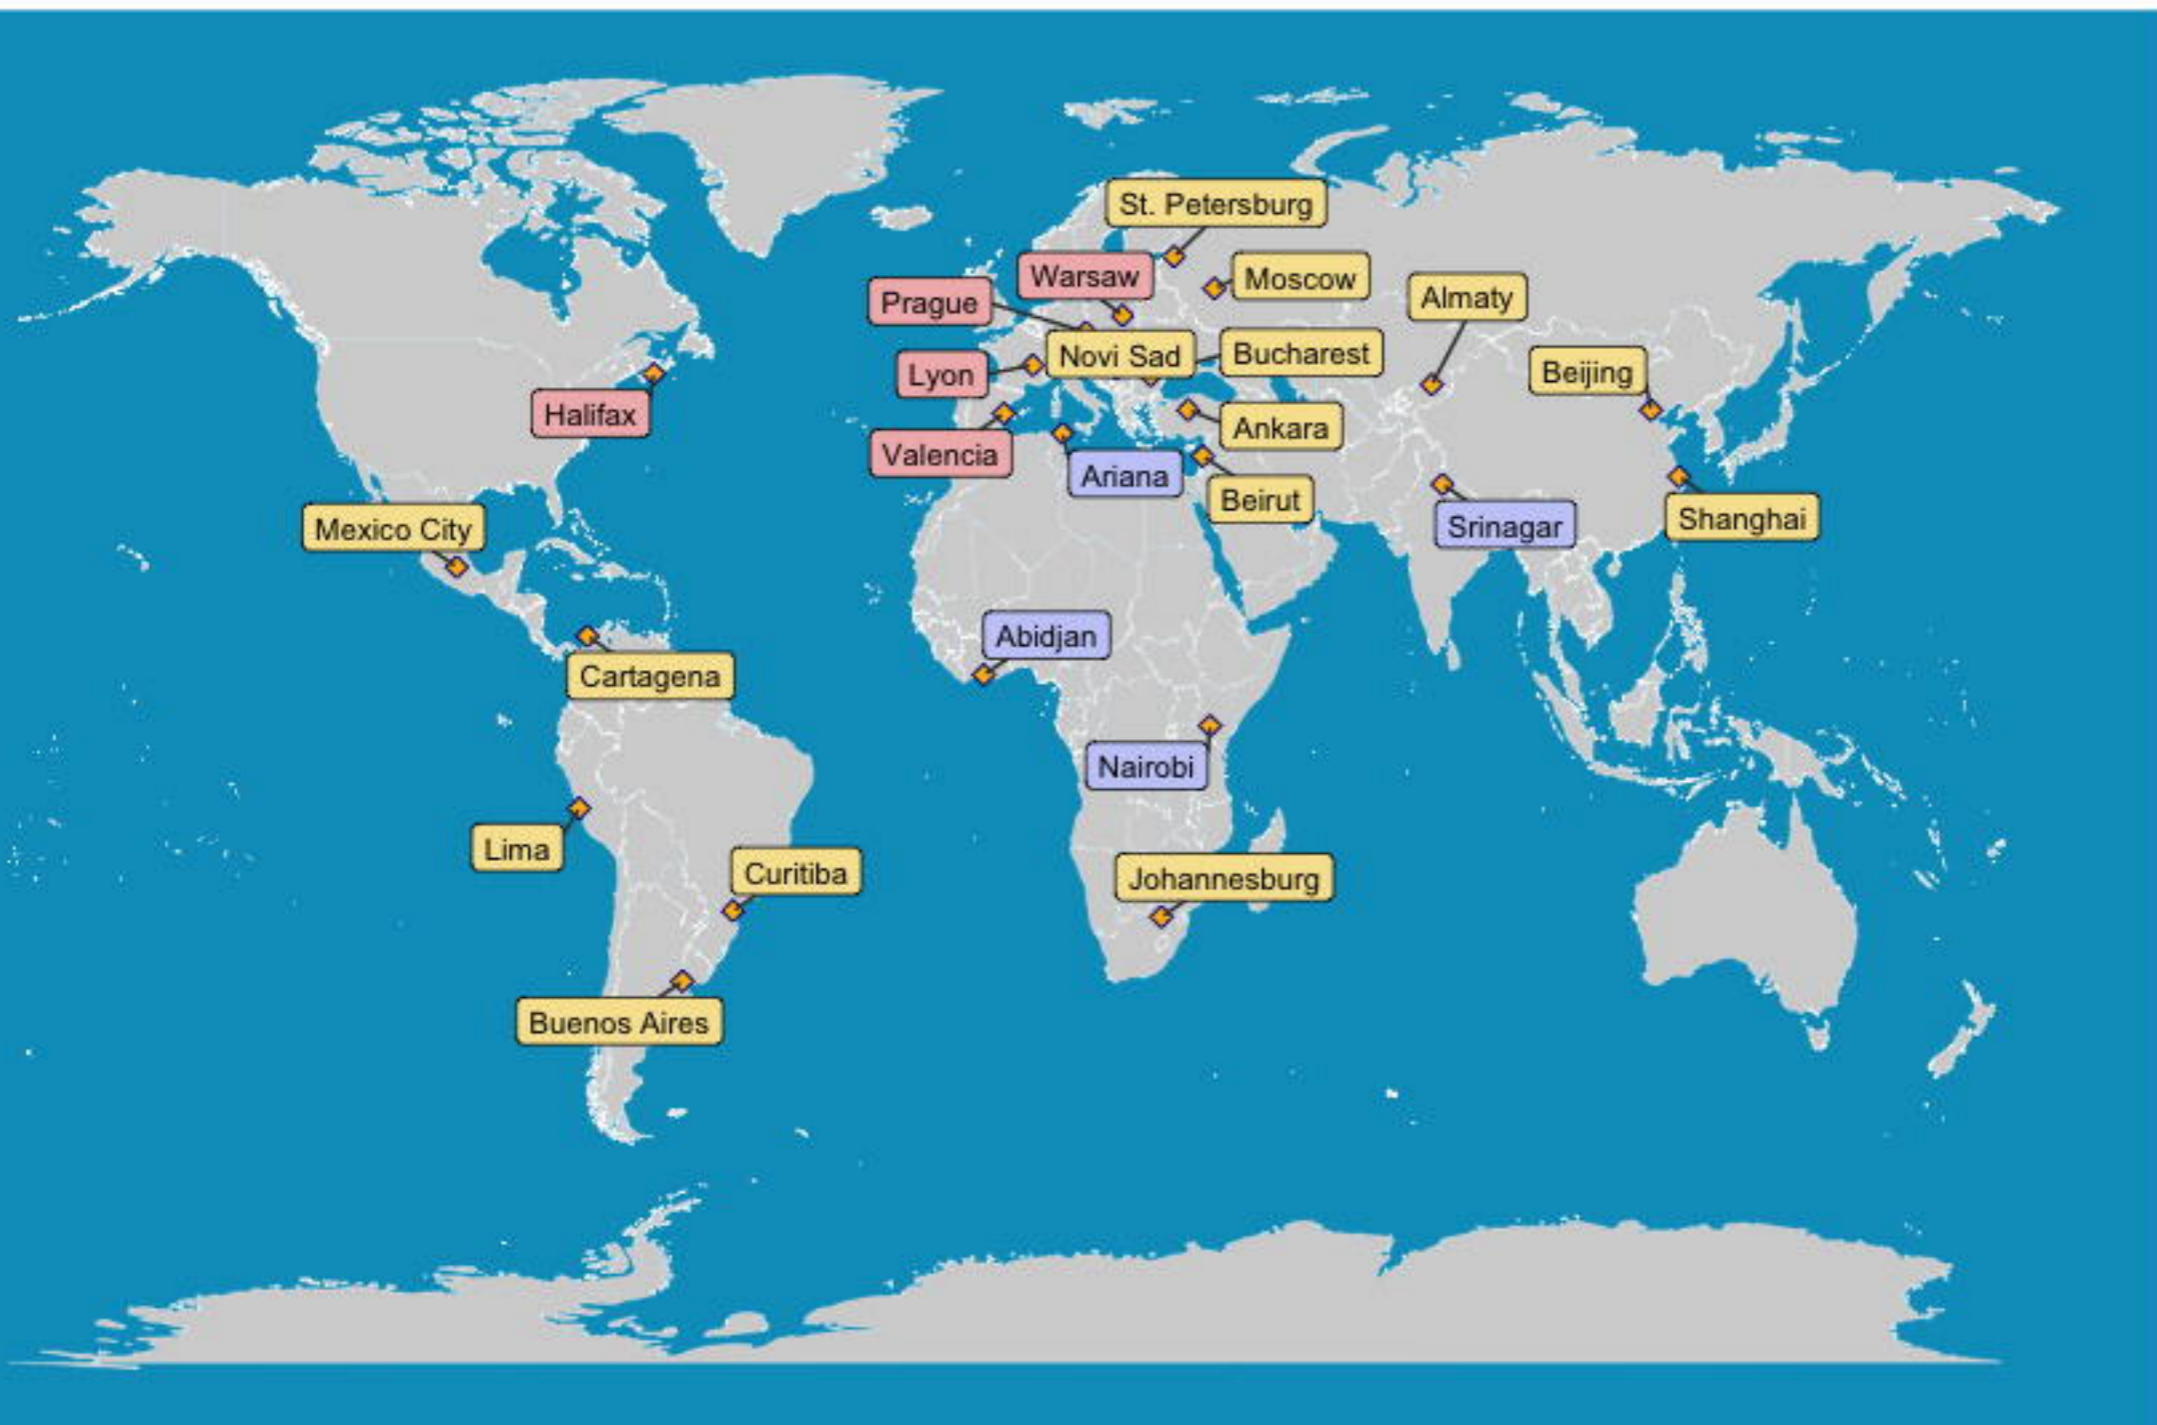 St. Petersburg
Warsaw
Moscow
Prague
Almaty
Novi Sad
Bucharest
Lyon
Beijing
Halifax
Ankara
Valencia
Ariana
Beirut
Mexico City
Srinagar
Shanghai
Abidjan
Cartagena
Nairobi
Lima
Curitiba
Johannesburg
Buenos Aires